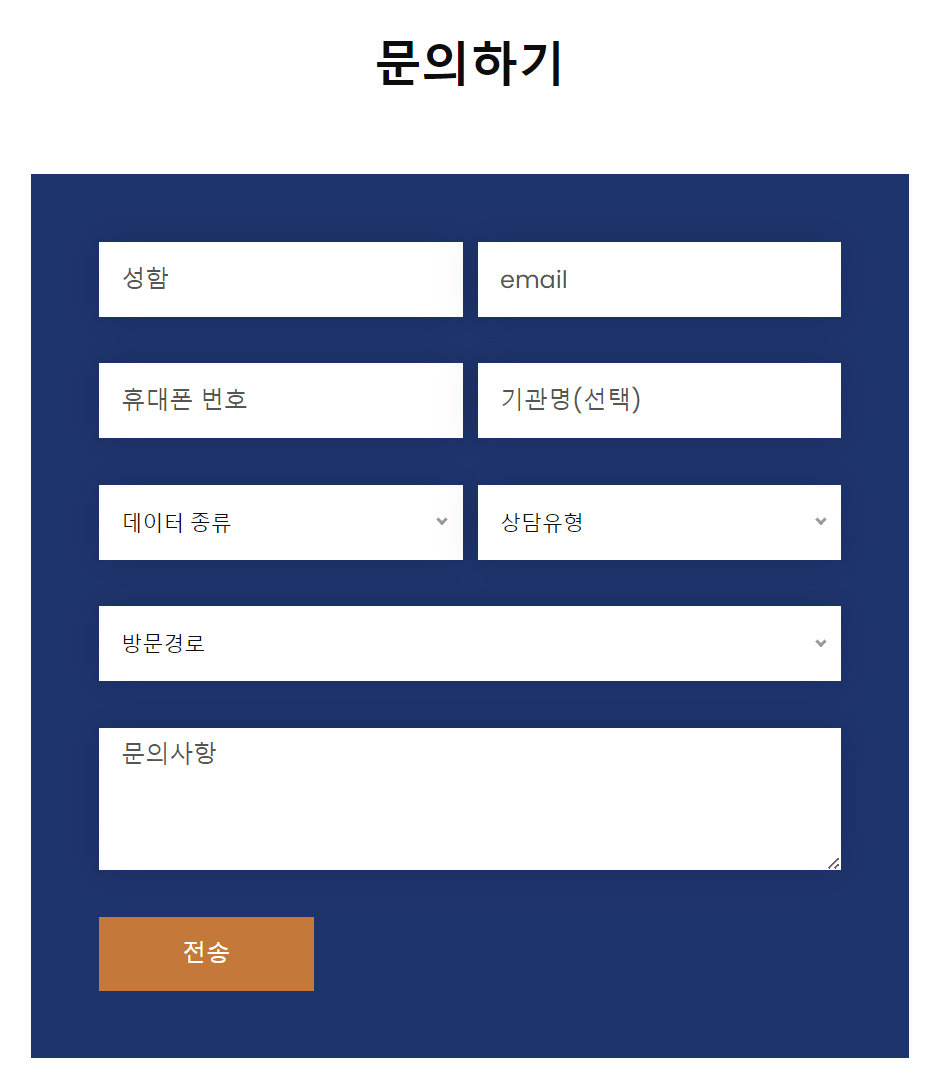 문의하기
성함
email
휴대폰 번호
기관명(선택)
데이터 종류
상담유형
방문경로
문의사항
전송